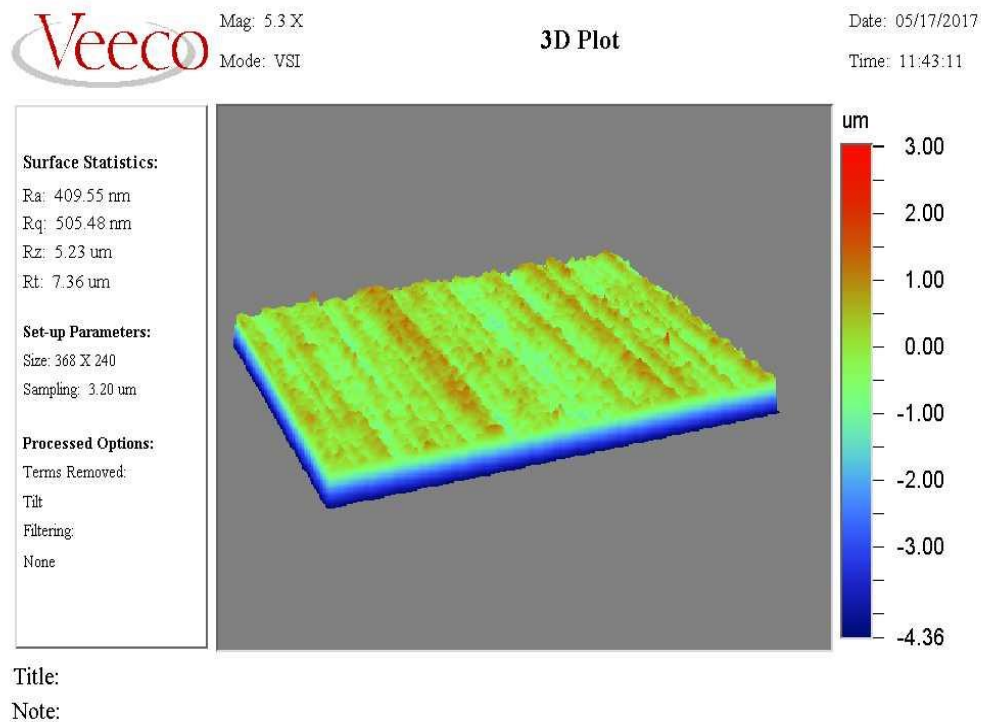 Veeco
Mag: 5.3 X
Mode: VSI
3D Plot
Date: 05/17/2017
Time: 11:43:11
Surface Statistics:
Ra: 409.55 nm
Rq: 505.48 nm
Rz: 5.23 um
Rt: 7.36 um
Set-up Parameters:
Size: 368 X 240
Sampling: 3.20 um
Processed Options:
Terms Removed:
Tilt
Filtering:
None
um
3.00
2.00
1.00
0.00
-1.00
-2.00
-3.00
-4.36
Title:
Note: